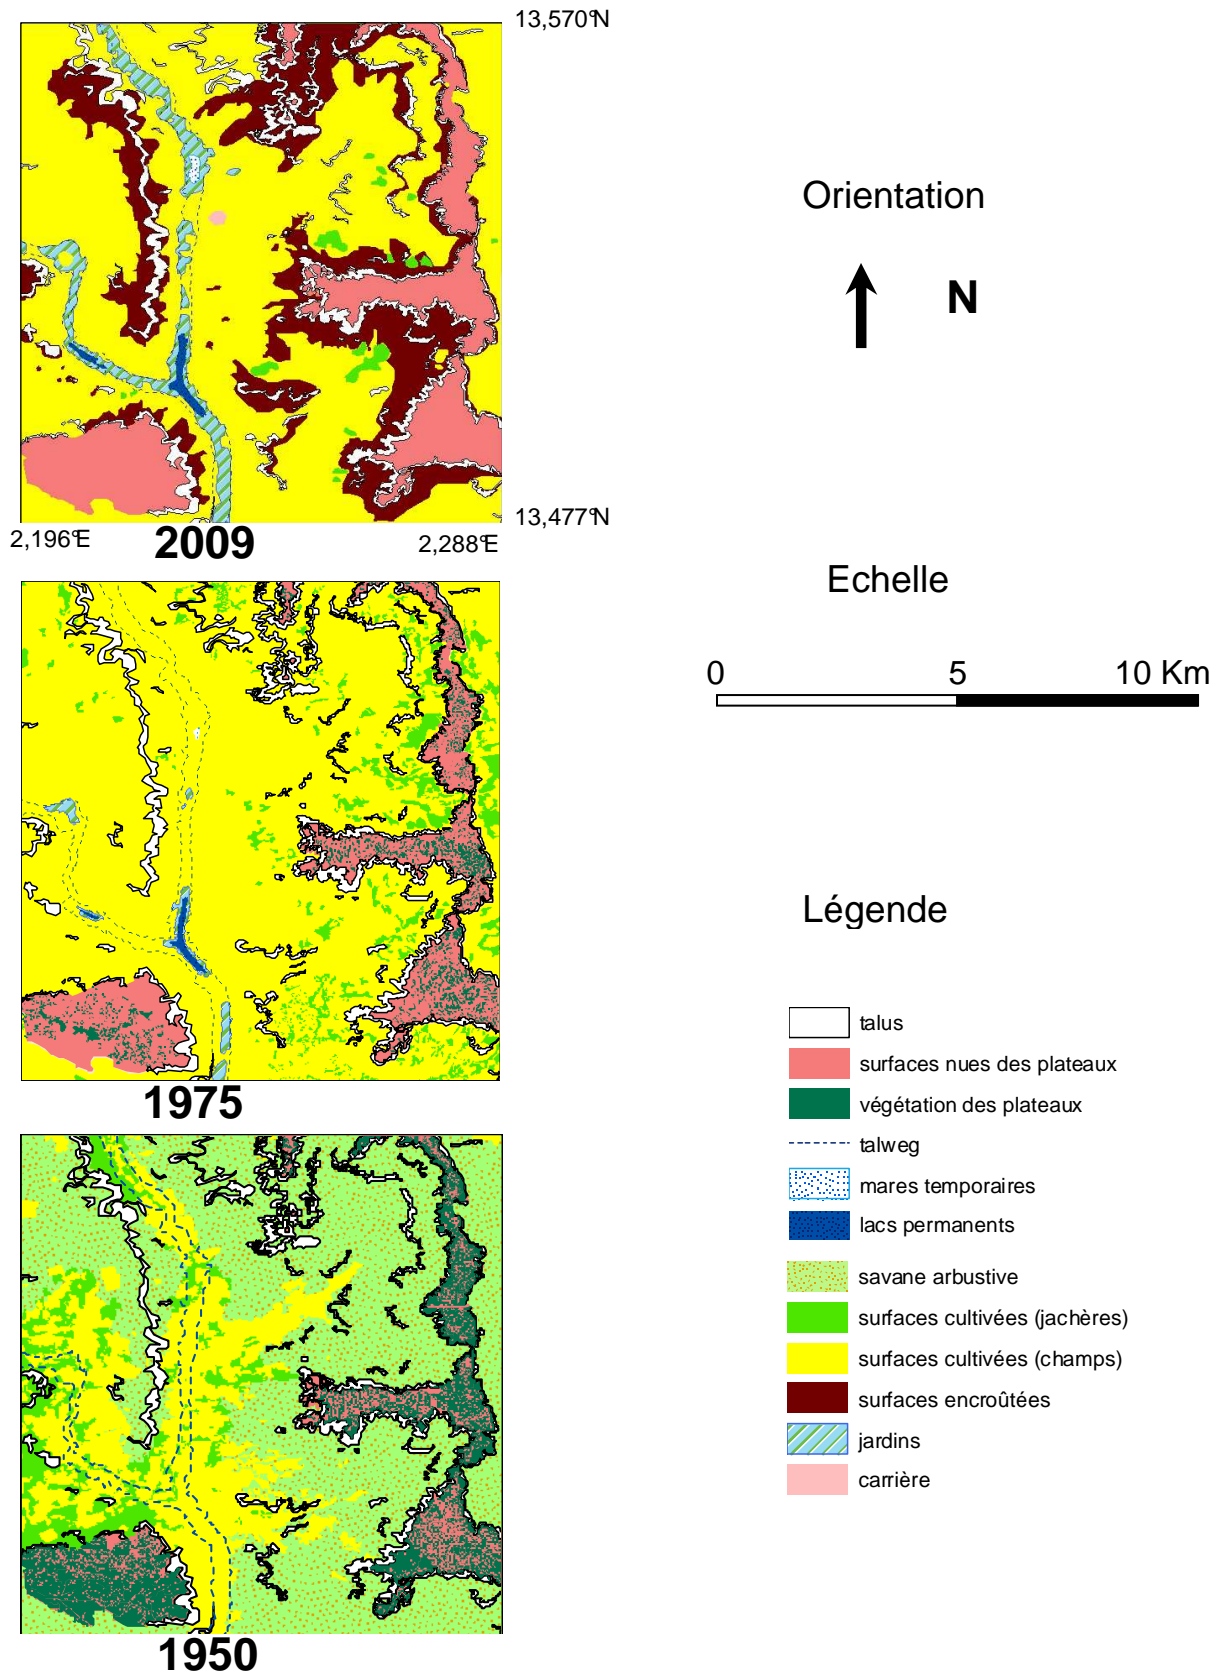 13,570°N
13,477°N
2,196°E
2009
2,288°E
1975
1950
Orientation
N
Echelle
0 5 10 Km
Légende
talus
surfaces nues des plateaux
végétation des plateaux
talweg
mares temporaires
lacs permanents
savane arbustive
surfaces cultivées (jachères)
surfaces cultivées (champs)
surfaces encroûtées
jardins
carrière